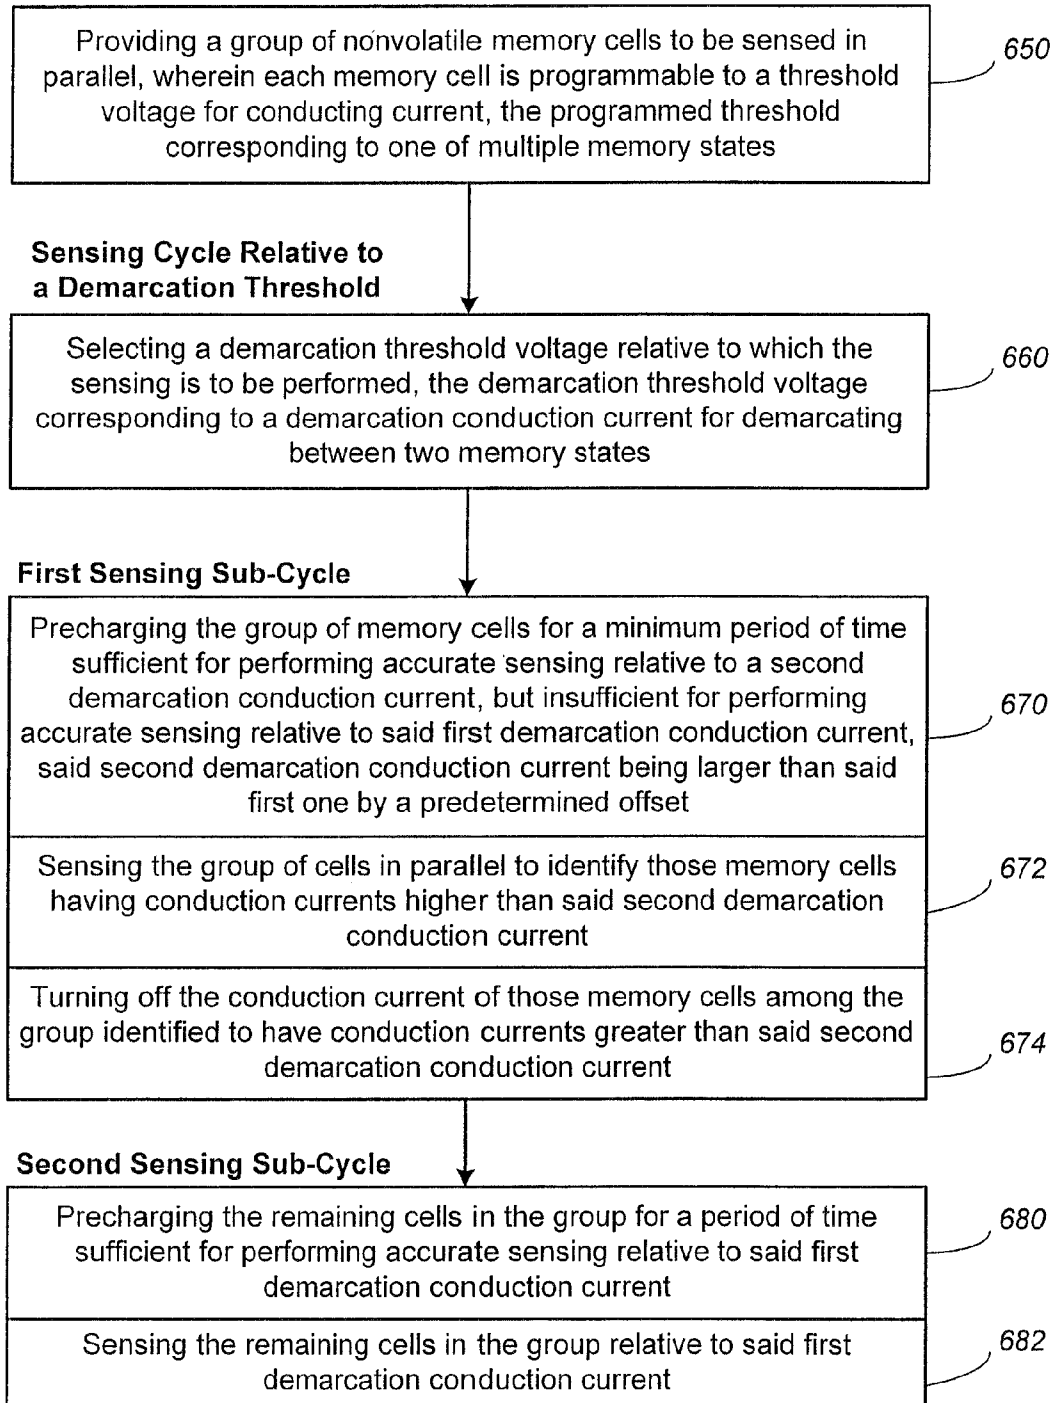 Providing a group of nonvolatile memory cells to be sensed in
parallel, wherein each memory cell is programmable to a threshold
voltage for conducting current, the programmed threshold
corresponding to one of multiple memory states
650
Sensing Cycle Relative to
a Demarcation Threshold
Selecting a demarcation threshold voltage relative to which the
sensing is to be performed, the demarcation threshold voltage
corresponding to a demarcation conduction current for demarcating
between two memory states
660
First Sensing Sub-Cycle
Precharging the group of memory cells for a minimum period of time
sufficient for performing accurate sensing relative to a second
demarcation conduction current, but insufficient for performing
accurate sensing relative to said first demarcation conduction current,
said second demarcation conduction current being larger than said
first one by a predetermined offset
670
Sensing the group of cells in parallel to identify those memory cells
having conduction currents higher than said second demarcation
conduction current
672
Turning off the conduction current of those memory cells among the
group identified to have conduction currents greater than said second
demarcation conduction current
674
Second Sensing Sub-Cycle
Precharging the remaining cells in the group for a period of time
sufficient for performing accurate sensing relative to said first
demarcation conduction current
680
Sensing the remaining cells in the group relative to said first
demarcation conduction current
682